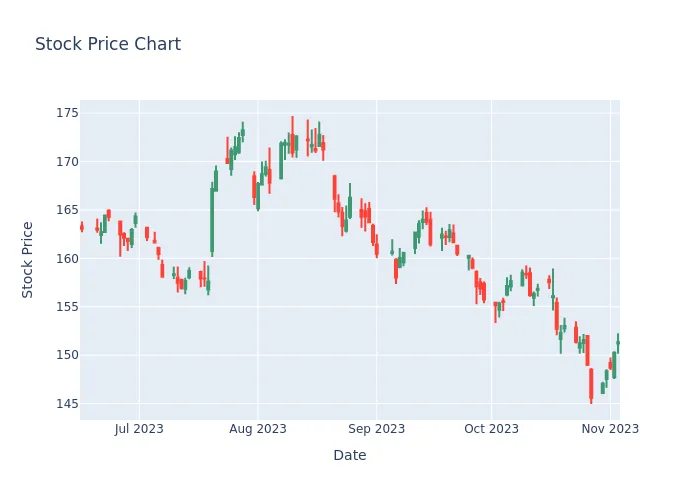 Stock Price Chart
175
170
165
160
155
150
145
Stock Price
Jul 2023
Aug 2023
Sep 2023
Oct 2023
Nov 2023
Date